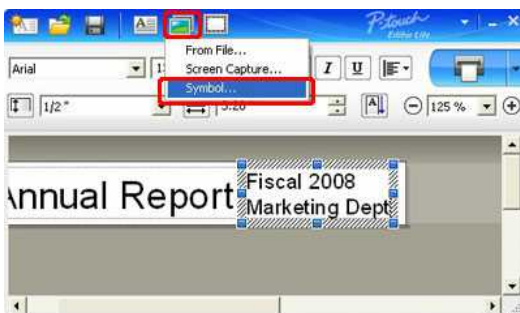 P-touch
Editor Lite
From File...
Screen Capture...
Symbol...
Arial
I U
1/2 "
125 %
Annual Report
Fiscal 2008
Marketing Dept